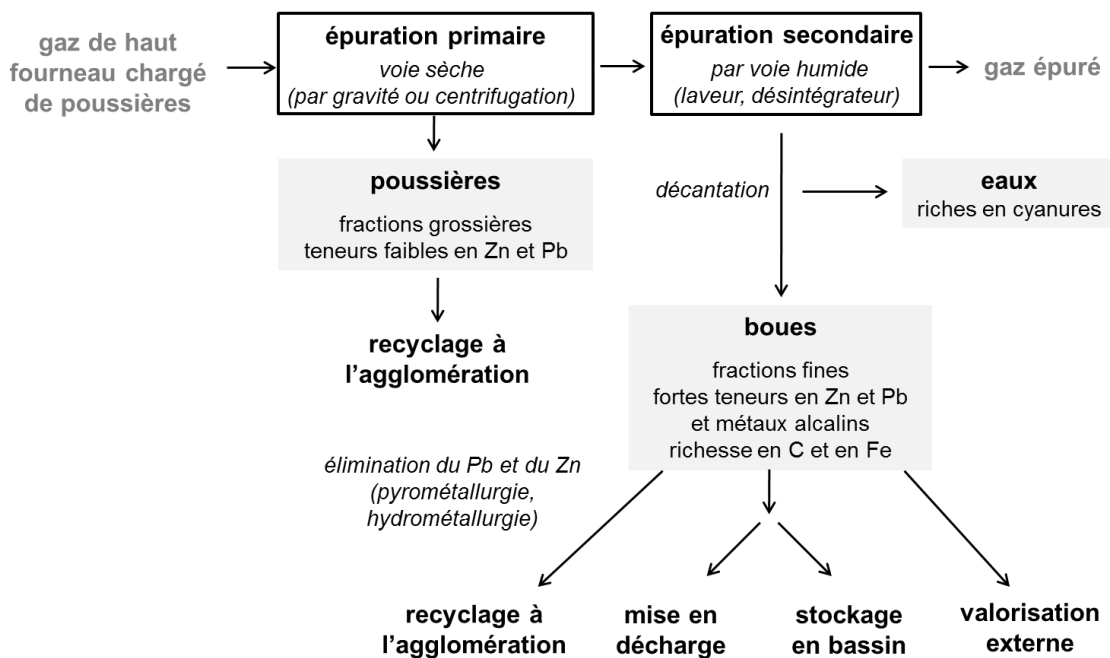 gaz de haut
fourneau chargé
de poussières
épuration primaire
voie sèche
(par gravité ou centrifugation)
épuration secondaire
par voie humide
(laveur, désintégrateur)
gaz épuré
poussières
fractions grossières
teneurs faibles en Zn et Pb
décantation
eaux
riches en cyanures
recyclage à
l’agglomération
boues
fractions fines
fortes teneurs en Zn et Pb
et métaux alcalins
richesse en C et en Fe
élimination du Pb et du Zn
(pyrométallurgie,
hydrométallurgie)
recyclage à
l’agglomération
mise en
décharge
stockage
en bassin
valorisation
externe